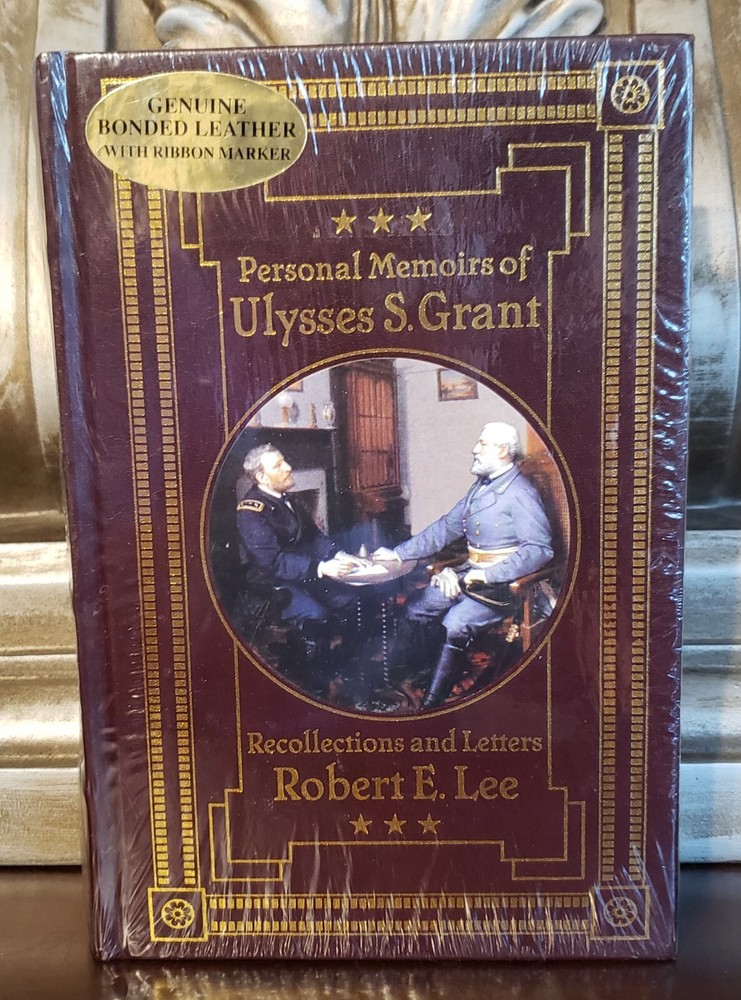 GENUINE
BONDED LEATHER
WITH RIBBON MARKER
Personal Memoirs of
Ulysses S. Grant
Recollections and Letters
Robert E. Lee